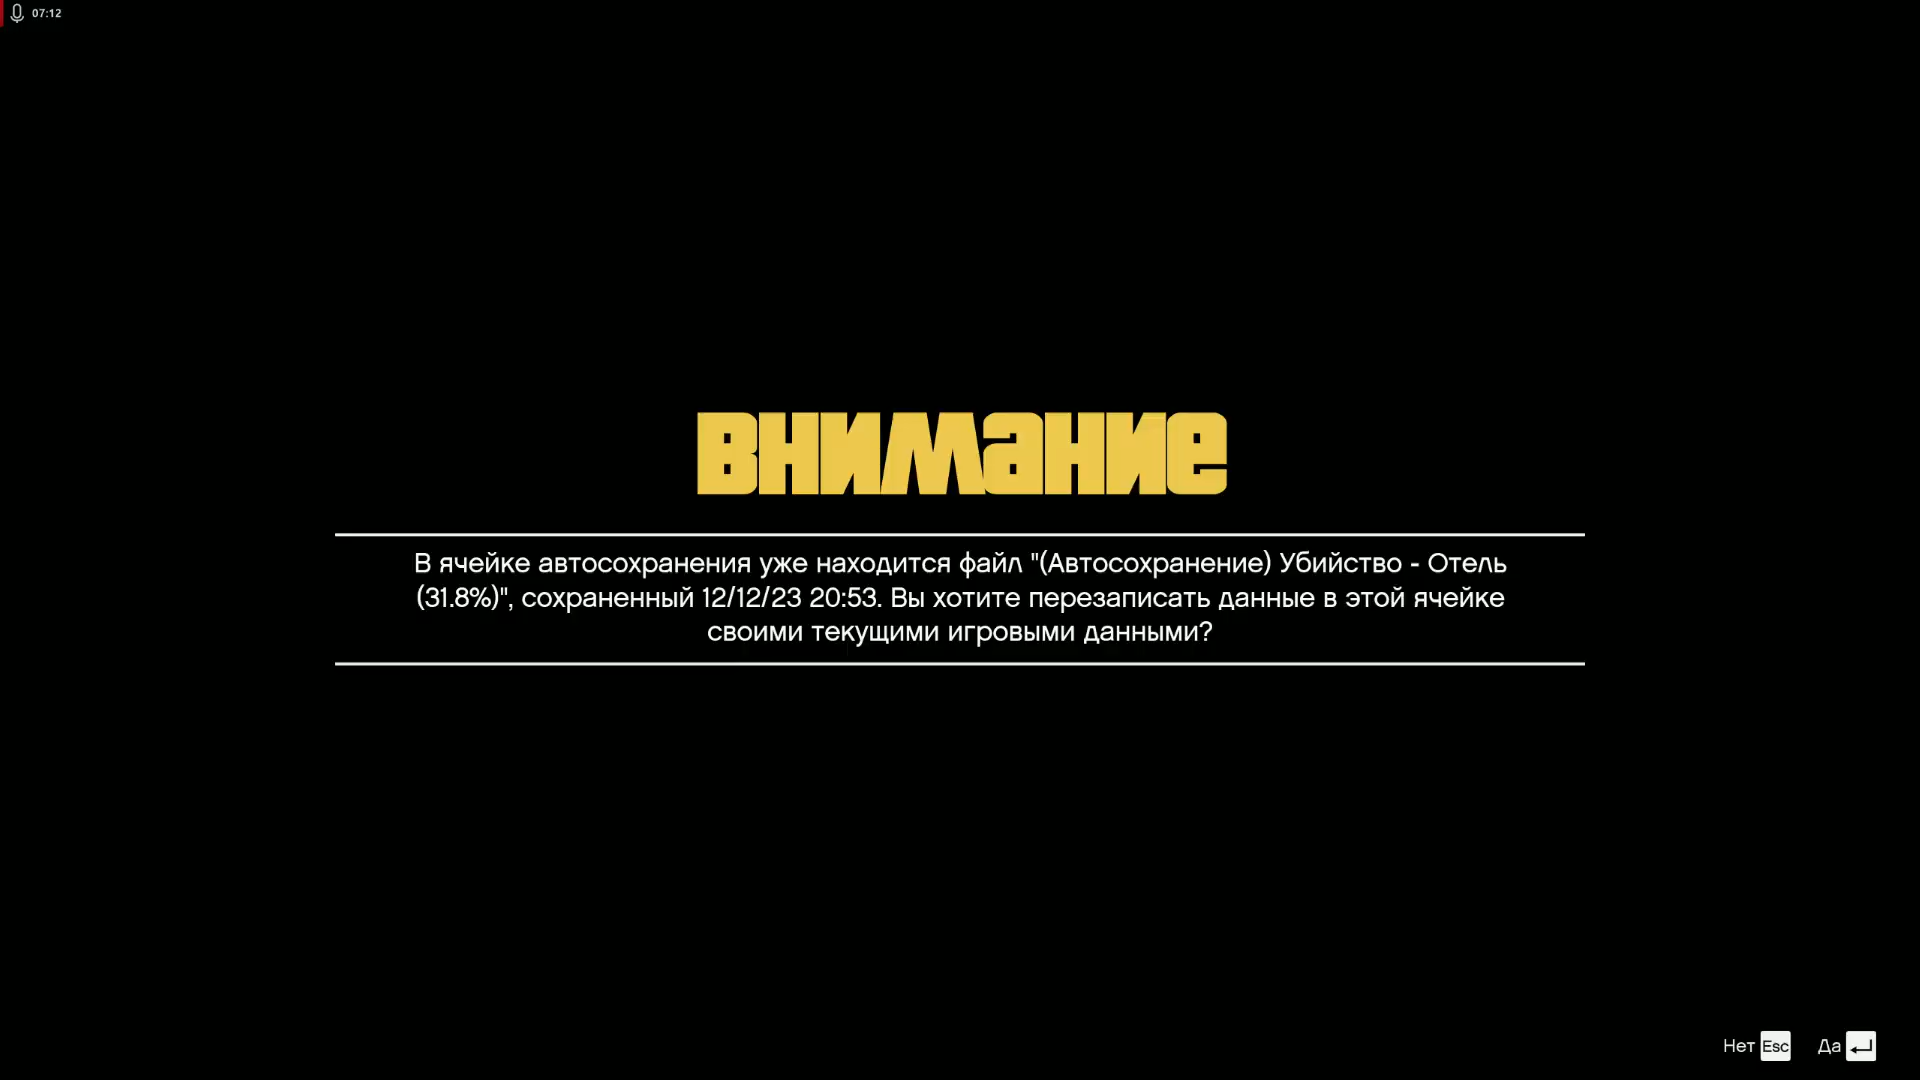 07:12
внимание
В ячейке автосохранения уже находится файл "(Автосохранение) Убийство - Отель
(31.8%)", сохраненный 12/12/23 20:53. Вы хотите перезаписать данные в этой ячейке
своими текущими игровыми данными?
Нет Esc Да